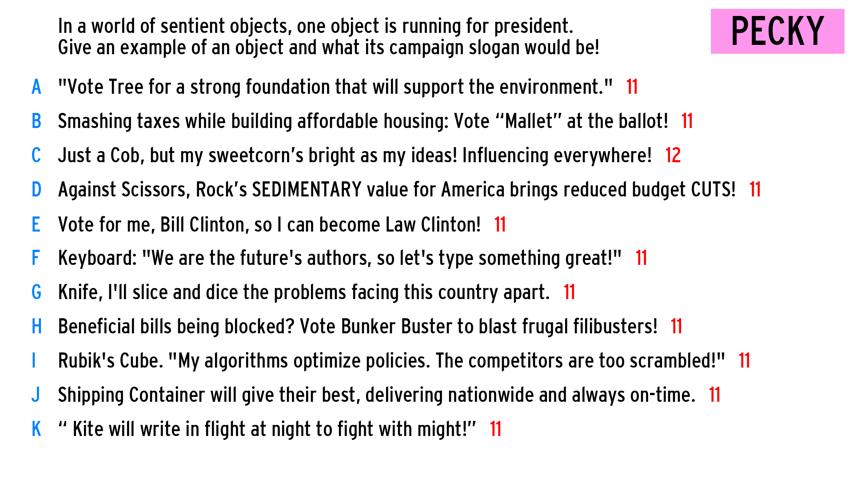 In a world of sentient objects, one object is running for president.
Give an example of an object and what its campaign slogan would be!
PECKY
A "Vote Tree for a strong foundation that will support the environment." 11
B Smashing taxes while building affordable housing: Vote “Mallet” at the ballot! 11
C Just a Cob, but my sweetcorn’s bright as my ideas! Influencing everywhere! 12
D Against Scissors, Rock’s SEDIMENTARY value for America brings reduced budget CUTS! 11
E Vote for me, Bill Clinton, so I can become Law Clinton! 11
F Keyboard: "We are the future's authors, so let's type something great!" 11
G Knife, I'll slice and dice the problems facing this country apart. 11
H Beneficial bills being blocked? Vote Bunker Buster to blast frugal filibusters! 11
I Rubik's Cube. "My algorithms optimize policies. The competitors are too scrambled!" 11
J Shipping Container will give their best, delivering nationwide and always on-time. 11
K “ Kite will write in flight at night to fight with might!” 11